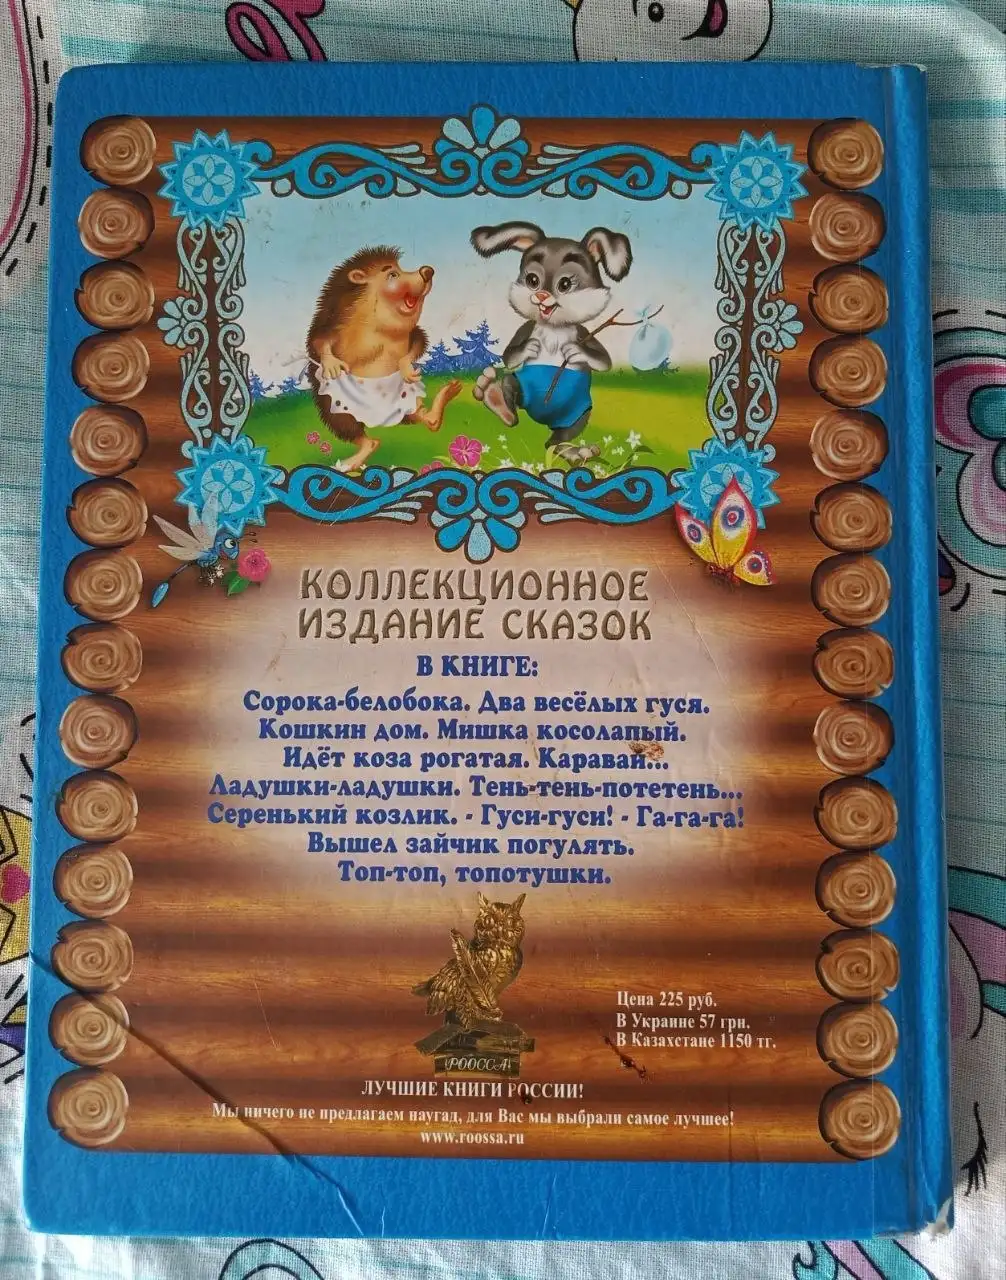 КОЛЛЕКЦИОННОЕ
ИЗДАНИЕ СКАЗОК
В КНИГЕ:
Сорока-белобока. Два весёлых гуся.
Кошкин дом. Мишка косолапый.
Идёт коза рогатая. Каравай...
Ладушки-ладушки. Тень-тень-потетень...
Серенький козлик. - Гуси-гуси! - Га-га-га!
Вышел зайчик погулять.
Топ-топ, топотушки.
Цена 225 руб.
В Украине 57 грн.
В Казахстане 1150 тг.
РООССА
ЛУЧШИЕ КНИГИ РОССИИ!
Мы ничего не предлагаем наугад, для Вас мы выбрали самое лучшее!
www.roossa.ru